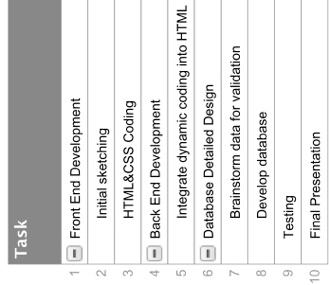 Task
1 Front End Development
2 Initial sketching
3 HTML&CSS Coding
4 Back End Development
5 Integrate dynamic coding into HTML
6 Database Detailed Design
7 Brainstorm data for validation
8 Develop database
9 Testing
10 Final Presentation